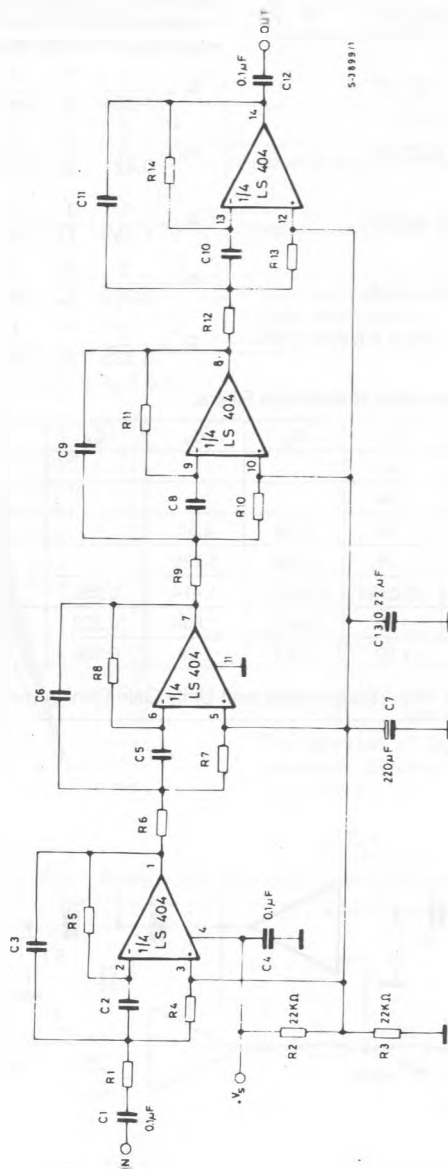 IN
C1
0.1µF
R1
C2
C3
R5
R4
2
3
1/4
LS 404
1
4
+Vs
C4
0.1µF
R2
22KΩ
R3
22KΩ
R6
C5
C6
R8
R7
6
5
1/4
LS 404
7
11
C7
220µF
C13 0.22µF
R9
C8
C9
R11
R10
9
10
1/4
LS 404
8
R12
C10
C11
R14
R13
13
12
1/4
LS 404
14
0.1µF
C12
OUT
S-3899/1